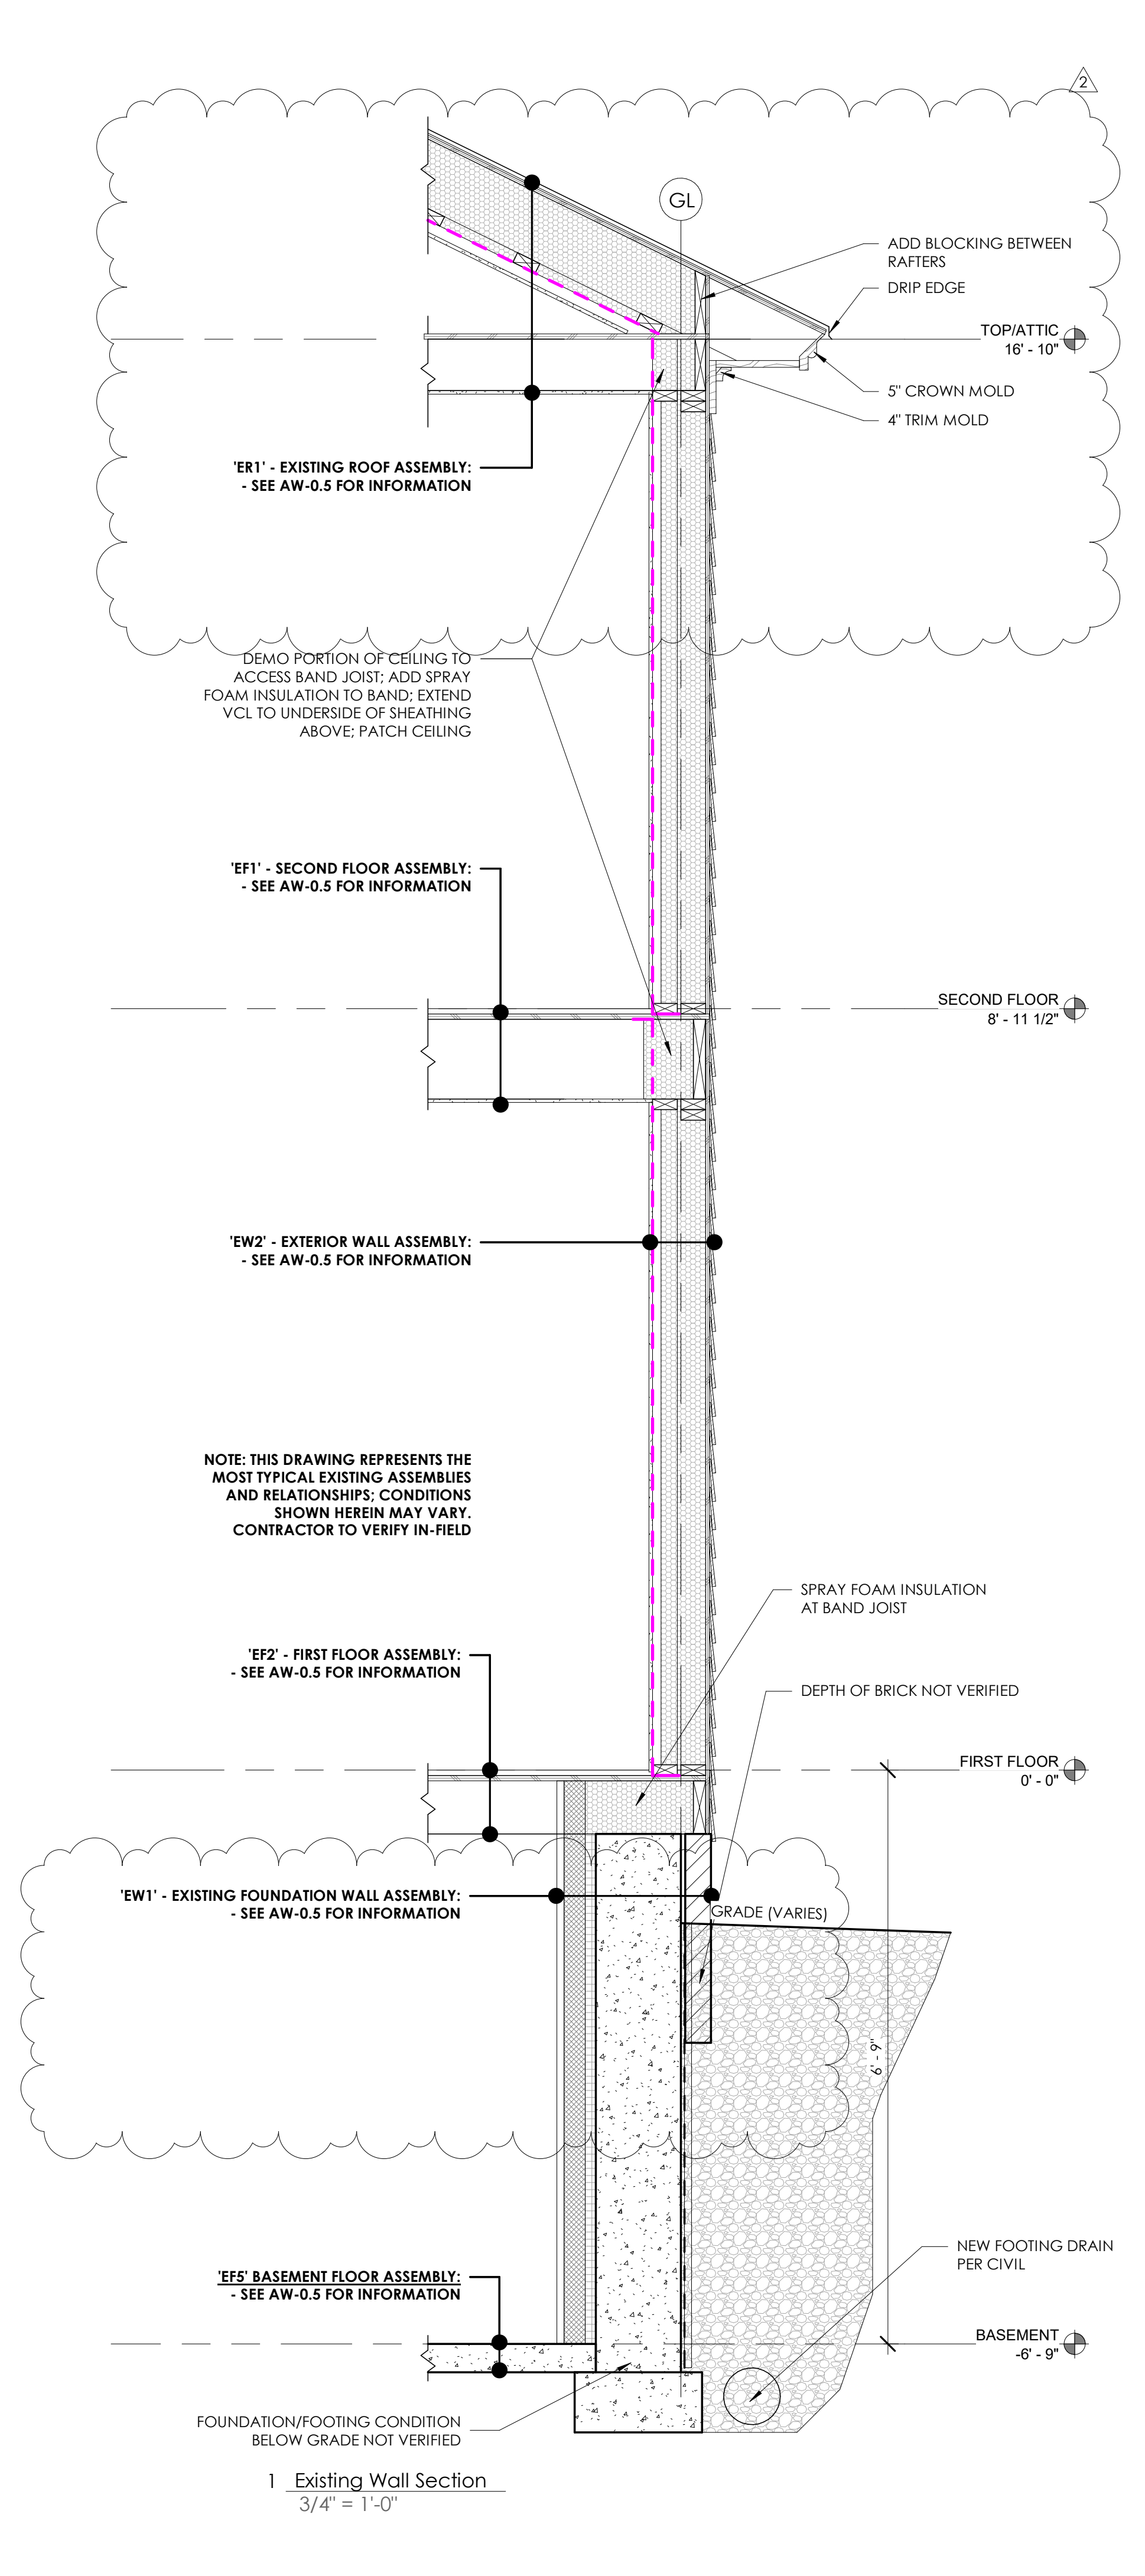 2
GL
ADD BLOCKING BETWEEN
RAFTERS
DRIP EDGE
TOP/ATTIC
16' - 10"
5" CROWN MOLD
4" TRIM MOLD
'ER1' - EXISTING ROOF ASSEMBLY:
- SEE AW-0.5 FOR INFORMATION
DEMO PORTION OF CEILING TO
ACCESS BAND JOIST; ADD SPRAY
FOAM INSULATION TO BAND; EXTEND
VCL TO UNDERSIDE OF SHEATHING
ABOVE; PATCH CEILING
'EF1' - SECOND FLOOR ASSEMBLY:
- SEE AW-0.5 FOR INFORMATION
SECOND FLOOR
8' - 11 1/2"
'EW2' - EXTERIOR WALL ASSEMBLY:
- SEE AW-0.5 FOR INFORMATION
NOTE: THIS DRAWING REPRESENTS THE
MOST TYPICAL EXISTING ASSEMBLIES
AND RELATIONSHIPS; CONDITIONS
SHOWN HEREIN MAY VARY.
CONTRACTOR TO VERIFY IN-FIELD
SPRAY FOAM INSULATION
AT BAND JOIST
'EF2' - FIRST FLOOR ASSEMBLY:
- SEE AW-0.5 FOR INFORMATION
DEPTH OF BRICK NOT VERIFIED
FIRST FLOOR
0' - 0"
'EW1' - EXISTING FOUNDATION WALL ASSEMBLY:
- SEE AW-0.5 FOR INFORMATION
GRADE (VARIES)
6' - 9"
NEW FOOTING DRAIN
PER CIVIL
'EF5' BASEMENT FLOOR ASSEMBLY:
- SEE AW-0.5 FOR INFORMATION
BASEMENT
-6' - 9"
FOUNDATION/FOOTING CONDITION
BELOW GRADE NOT VERIFIED
1 Existing Wall Section
3/4" = 1'-0"